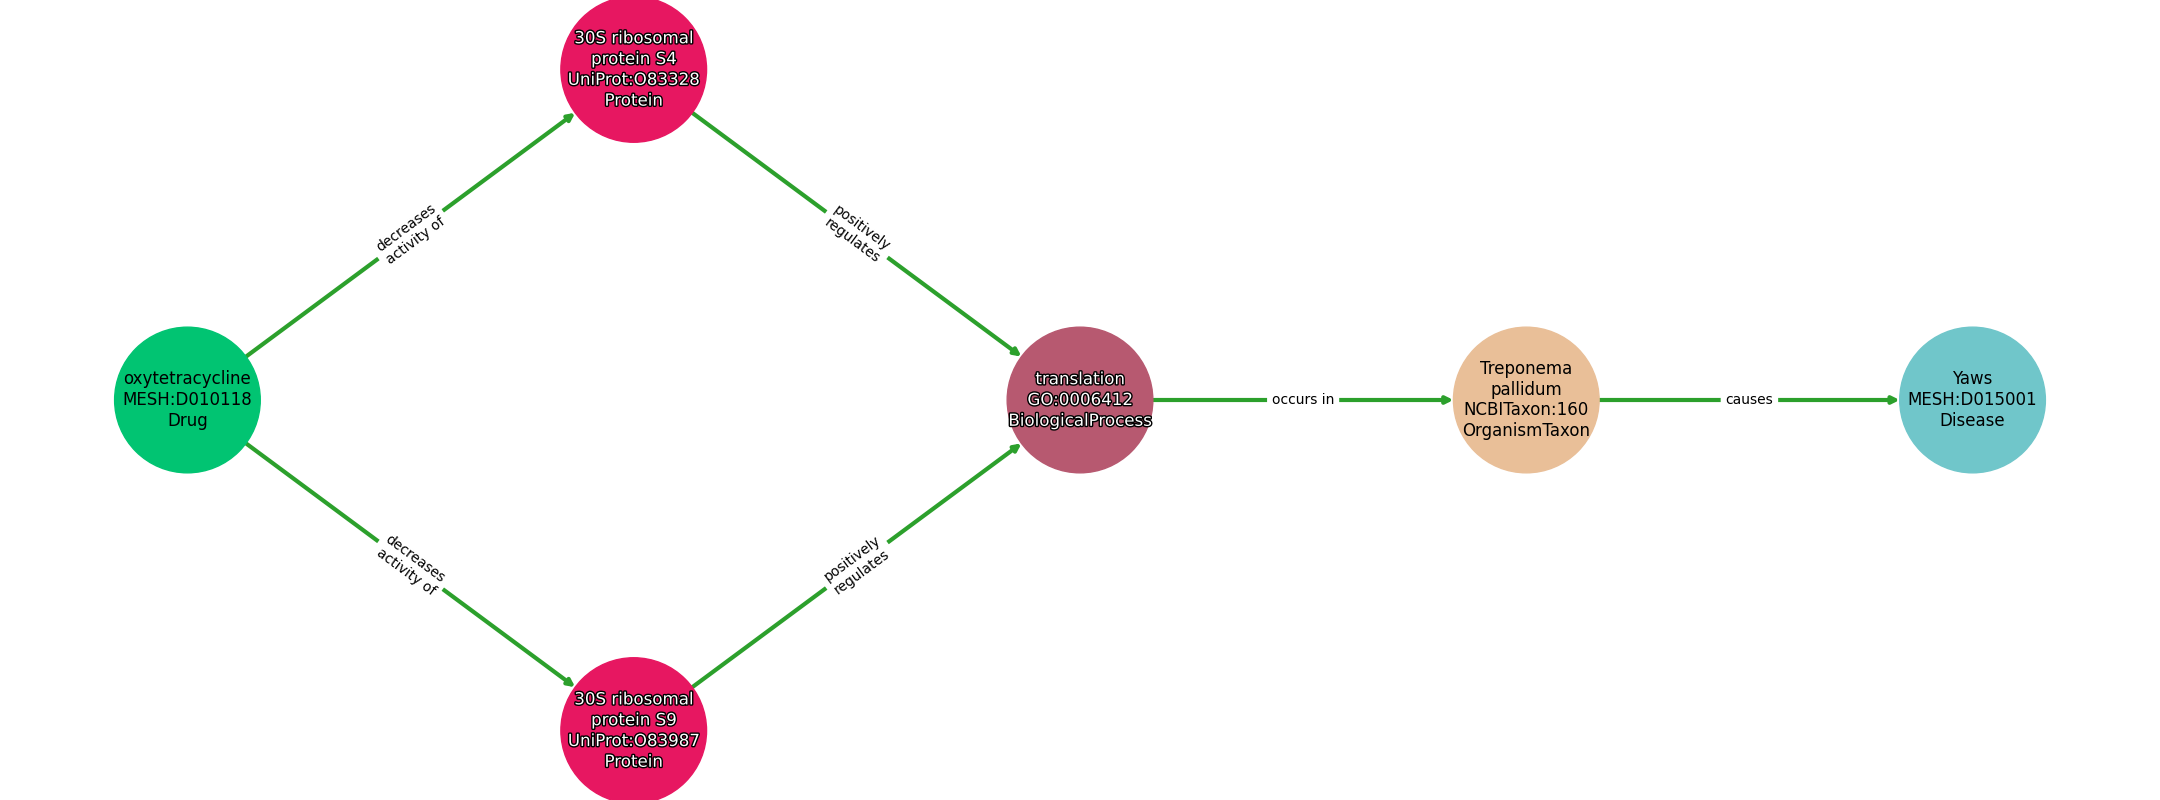 30S ribosomal
protein S4
UniProt:O83328
Protein
decreases
activity of
positively
regulates
oxytetracycline
MESH:D010118
Drug
translation
GO:0006412
BiologicalProcess
occurs in
Treponema
pallidum
NCBITaxon:160
OrganismTaxon
causes
Yaws
MESH:D015001
Disease
decreases
activity of
positively
regulates
30S ribosomal
protein S9
UniProt:O83987
Protein